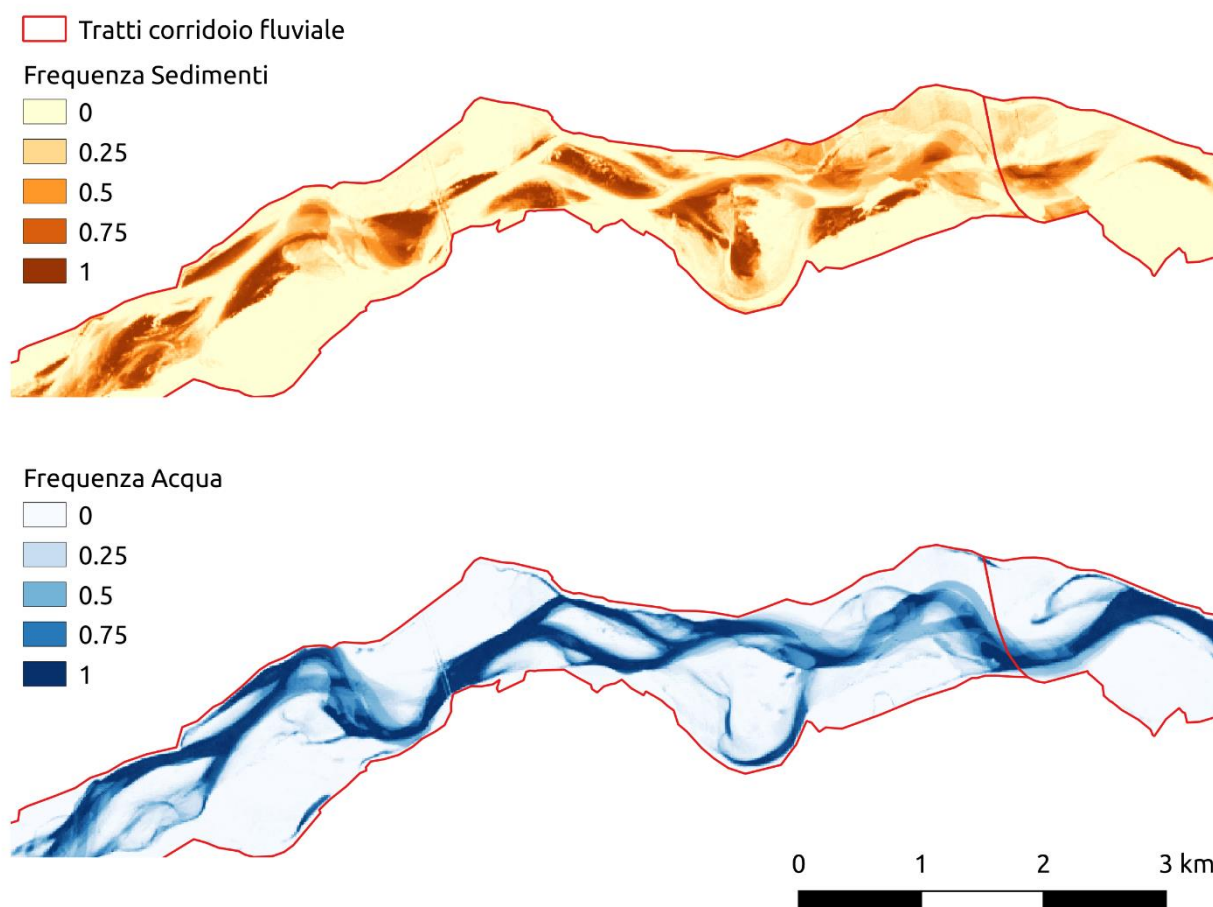 Tratti corridoio fluviale
Frequenza Sedimenti
0
0.25
0.5
0.75
1
Frequenza Acqua
0
0.25
0.5
0.75
1
0 1 2 3 km